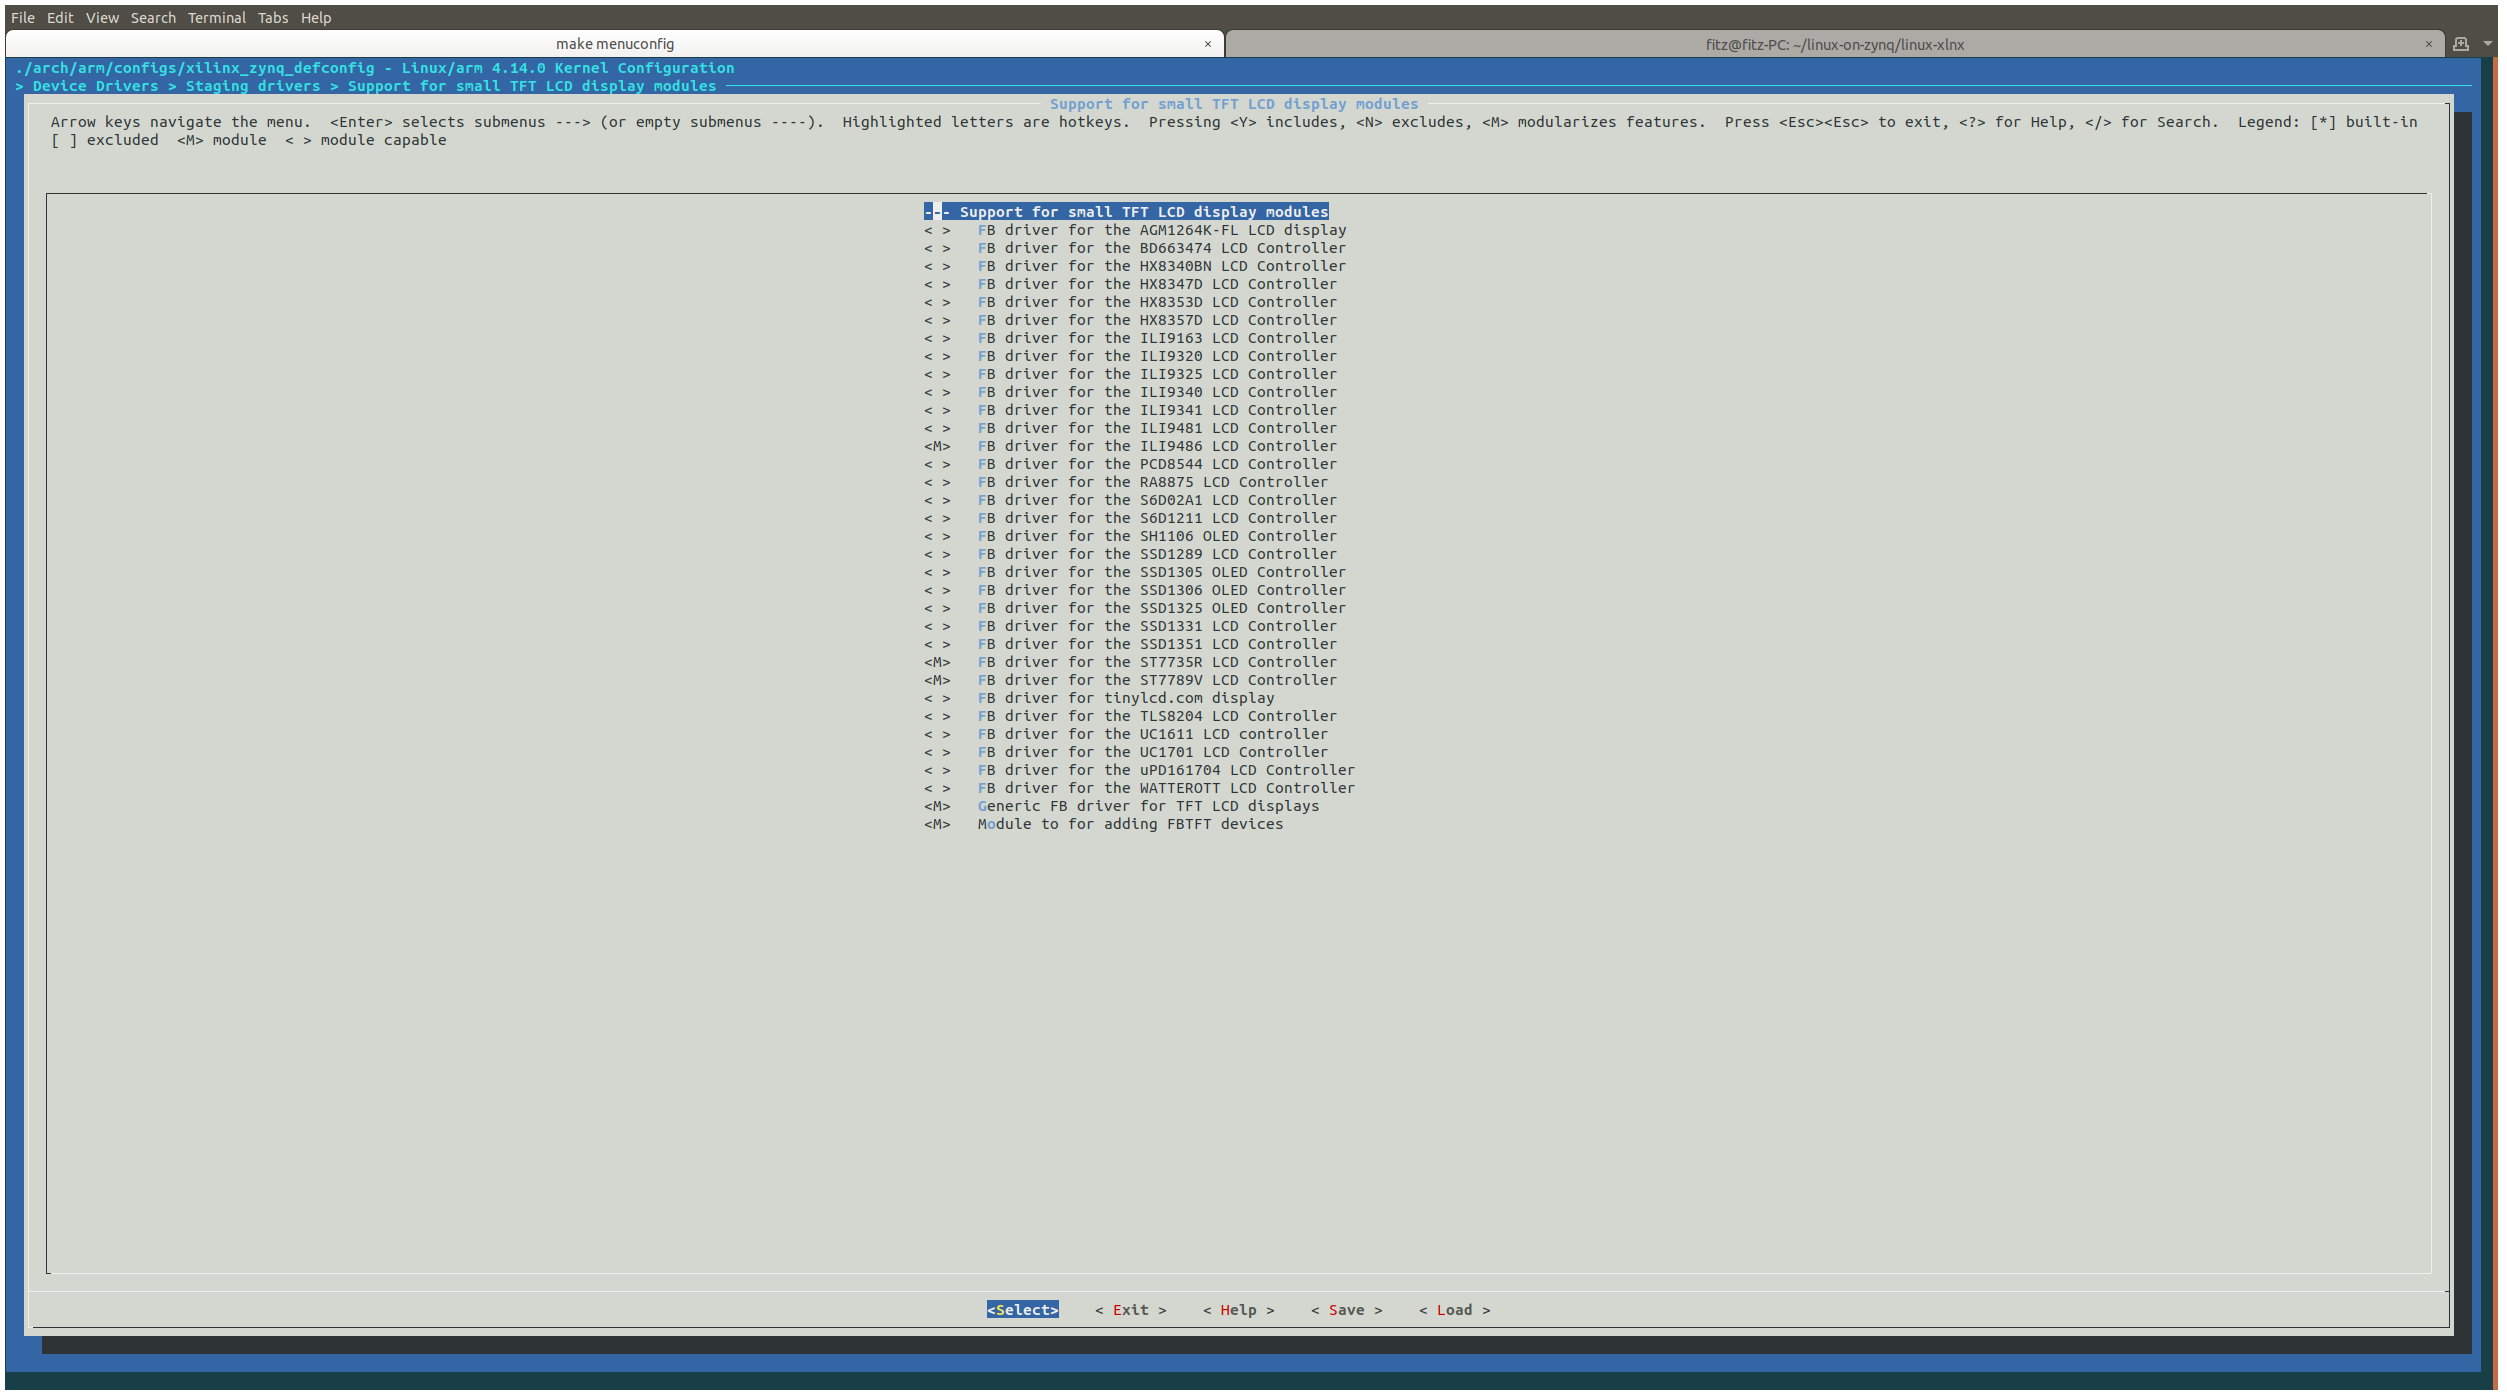 File Edit View Search Terminal Tabs Help
make menuconfig × fitz@fitz-PC: ~/linux-on-zynq/linux-xlnx ×
./arch/arm/configs/xilinx_zynq_defconfig - Linux/arm 4.14.0 Kernel Configuration
> Device Drivers > Staging drivers > Support for small TFT LCD display modules
Support for small TFT LCD display modules
Arrow keys navigate the menu.  <Enter> selects submenus ---> (or empty submenus ----).  Highlighted letters are hotkeys.  Pressing <Y> includes, <N> excludes, <M> modularizes features.  Press <Esc><Esc> to exit, <?> for Help, </> for Search.  Legend: [*] built-in
[ ] excluded  <M> module  < > module capable
--- Support for small TFT LCD display modules
< >   FB driver for the AGM1264K-FL LCD display
< >   FB driver for the BD663474 LCD Controller
< >   FB driver for the HX8340BN LCD Controller
< >   FB driver for the HX8347D LCD Controller
< >   FB driver for the HX8353D LCD Controller
< >   FB driver for the HX8357D LCD Controller
< >   FB driver for the ILI9163 LCD Controller
< >   FB driver for the ILI9320 LCD Controller
< >   FB driver for the ILI9325 LCD Controller
< >   FB driver for the ILI9340 LCD Controller
< >   FB driver for the ILI9341 LCD Controller
< >   FB driver for the ILI9481 LCD Controller
<M>   FB driver for the ILI9486 LCD Controller
< >   FB driver for the PCD8544 LCD Controller
< >   FB driver for the RA8875 LCD Controller
< >   FB driver for the S6D02A1 LCD Controller
< >   FB driver for the S6D1211 LCD Controller
< >   FB driver for the SH1106 OLED Controller
< >   FB driver for the SSD1289 LCD Controller
< >   FB driver for the SSD1305 OLED Controller
< >   FB driver for the SSD1306 OLED Controller
< >   FB driver for the SSD1325 OLED Controller
< >   FB driver for the SSD1331 LCD Controller
< >   FB driver for the SSD1351 LCD Controller
<M>   FB driver for the ST7735R LCD Controller
<M>   FB driver for the ST7789V LCD Controller
< >   FB driver for tinylcd.com display
< >   FB driver for the TLS8204 LCD Controller
< >   FB driver for the UC1611 LCD controller
< >   FB driver for the UC1701 LCD Controller
< >   FB driver for the uPD161704 LCD Controller
< >   FB driver for the WATTEROTT LCD Controller
<M>   Generic FB driver for TFT LCD displays
<M>   Module to for adding FBTFT devices
<Select>    < Exit >    < Help >    < Save >    < Load >